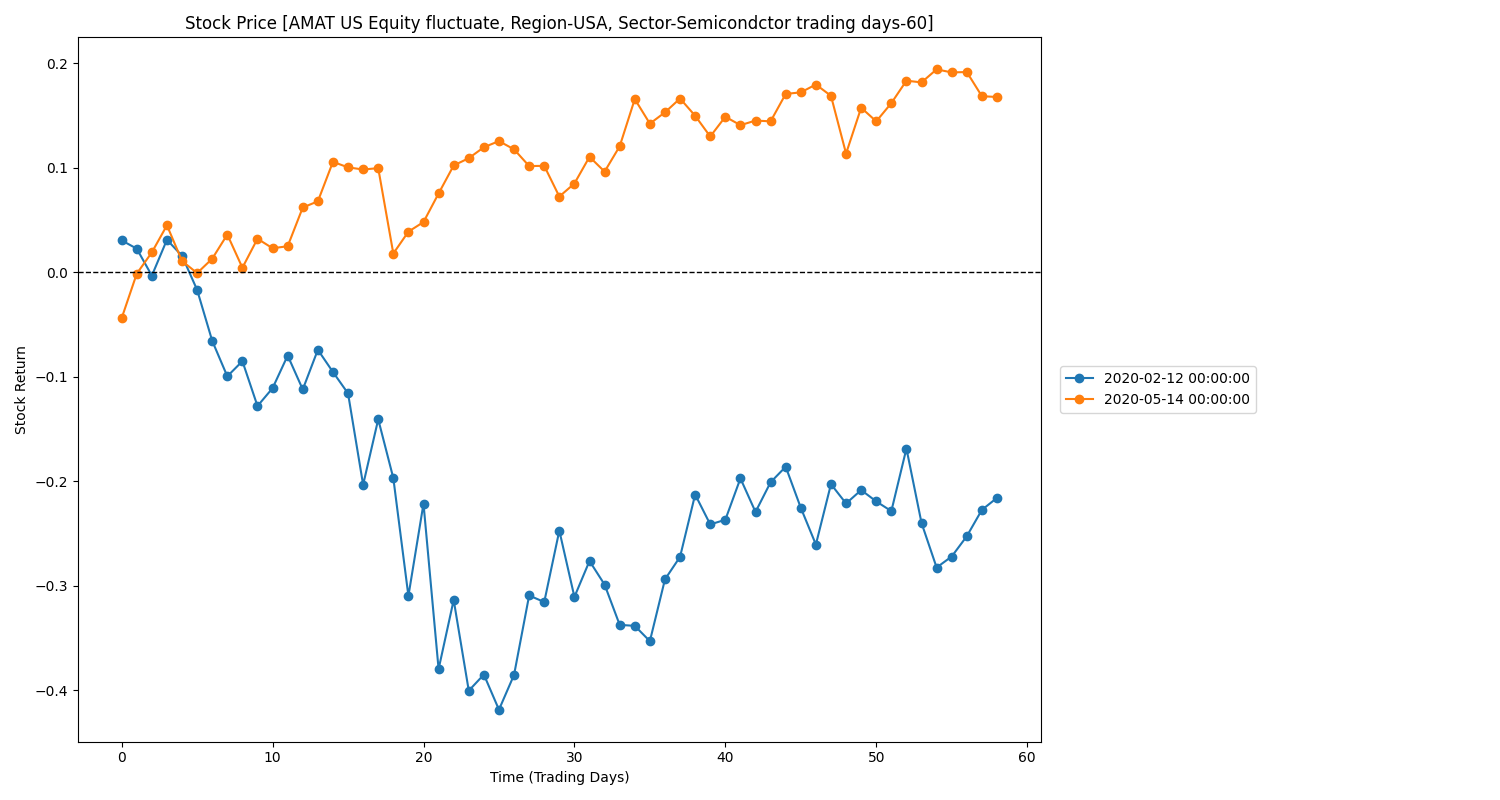 Stock Price [AMAT US Equity fluctuate, Region-USA, Sector-Semicondctor trading days-60]
0.2
0.1
0.0
−0.1
−0.2
−0.3
−0.4
Stock Return
0 10 20 30 40 50 60
Time (Trading Days)
2020-02-12 00:00:00
2020-05-14 00:00:00